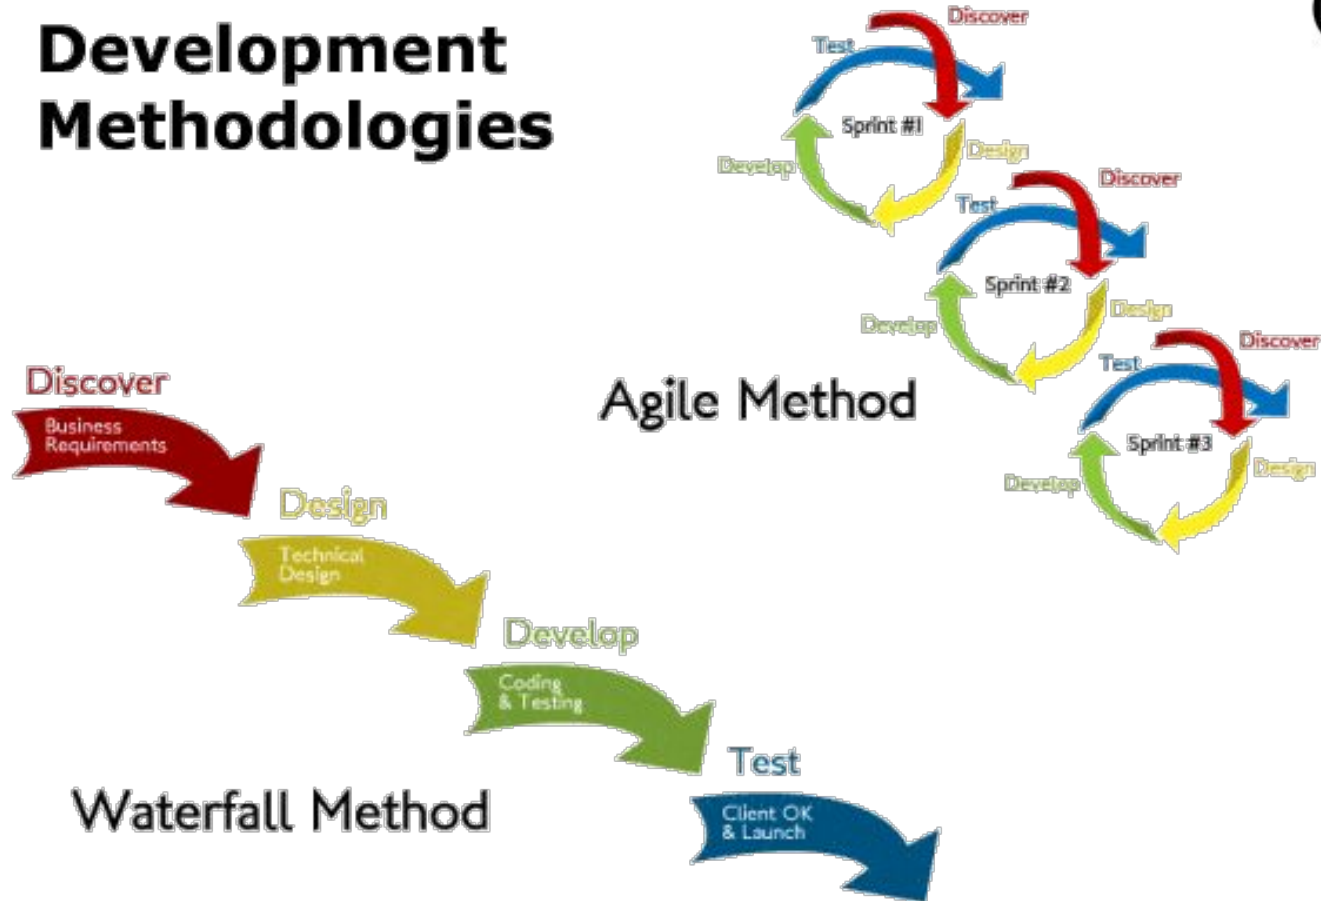 Development
Methodologies
Discover
Test
Sprint #1
Design
Develop
Discover
Test
Sprint #2
Design
Develop
Discover
Test
Sprint #3
Design
Develop
Agile Method
Discover
Business
Requirements
Design
Technical
Design
Develop
Coding
& Testing
Test
Client OK
& Launch
Waterfall Method